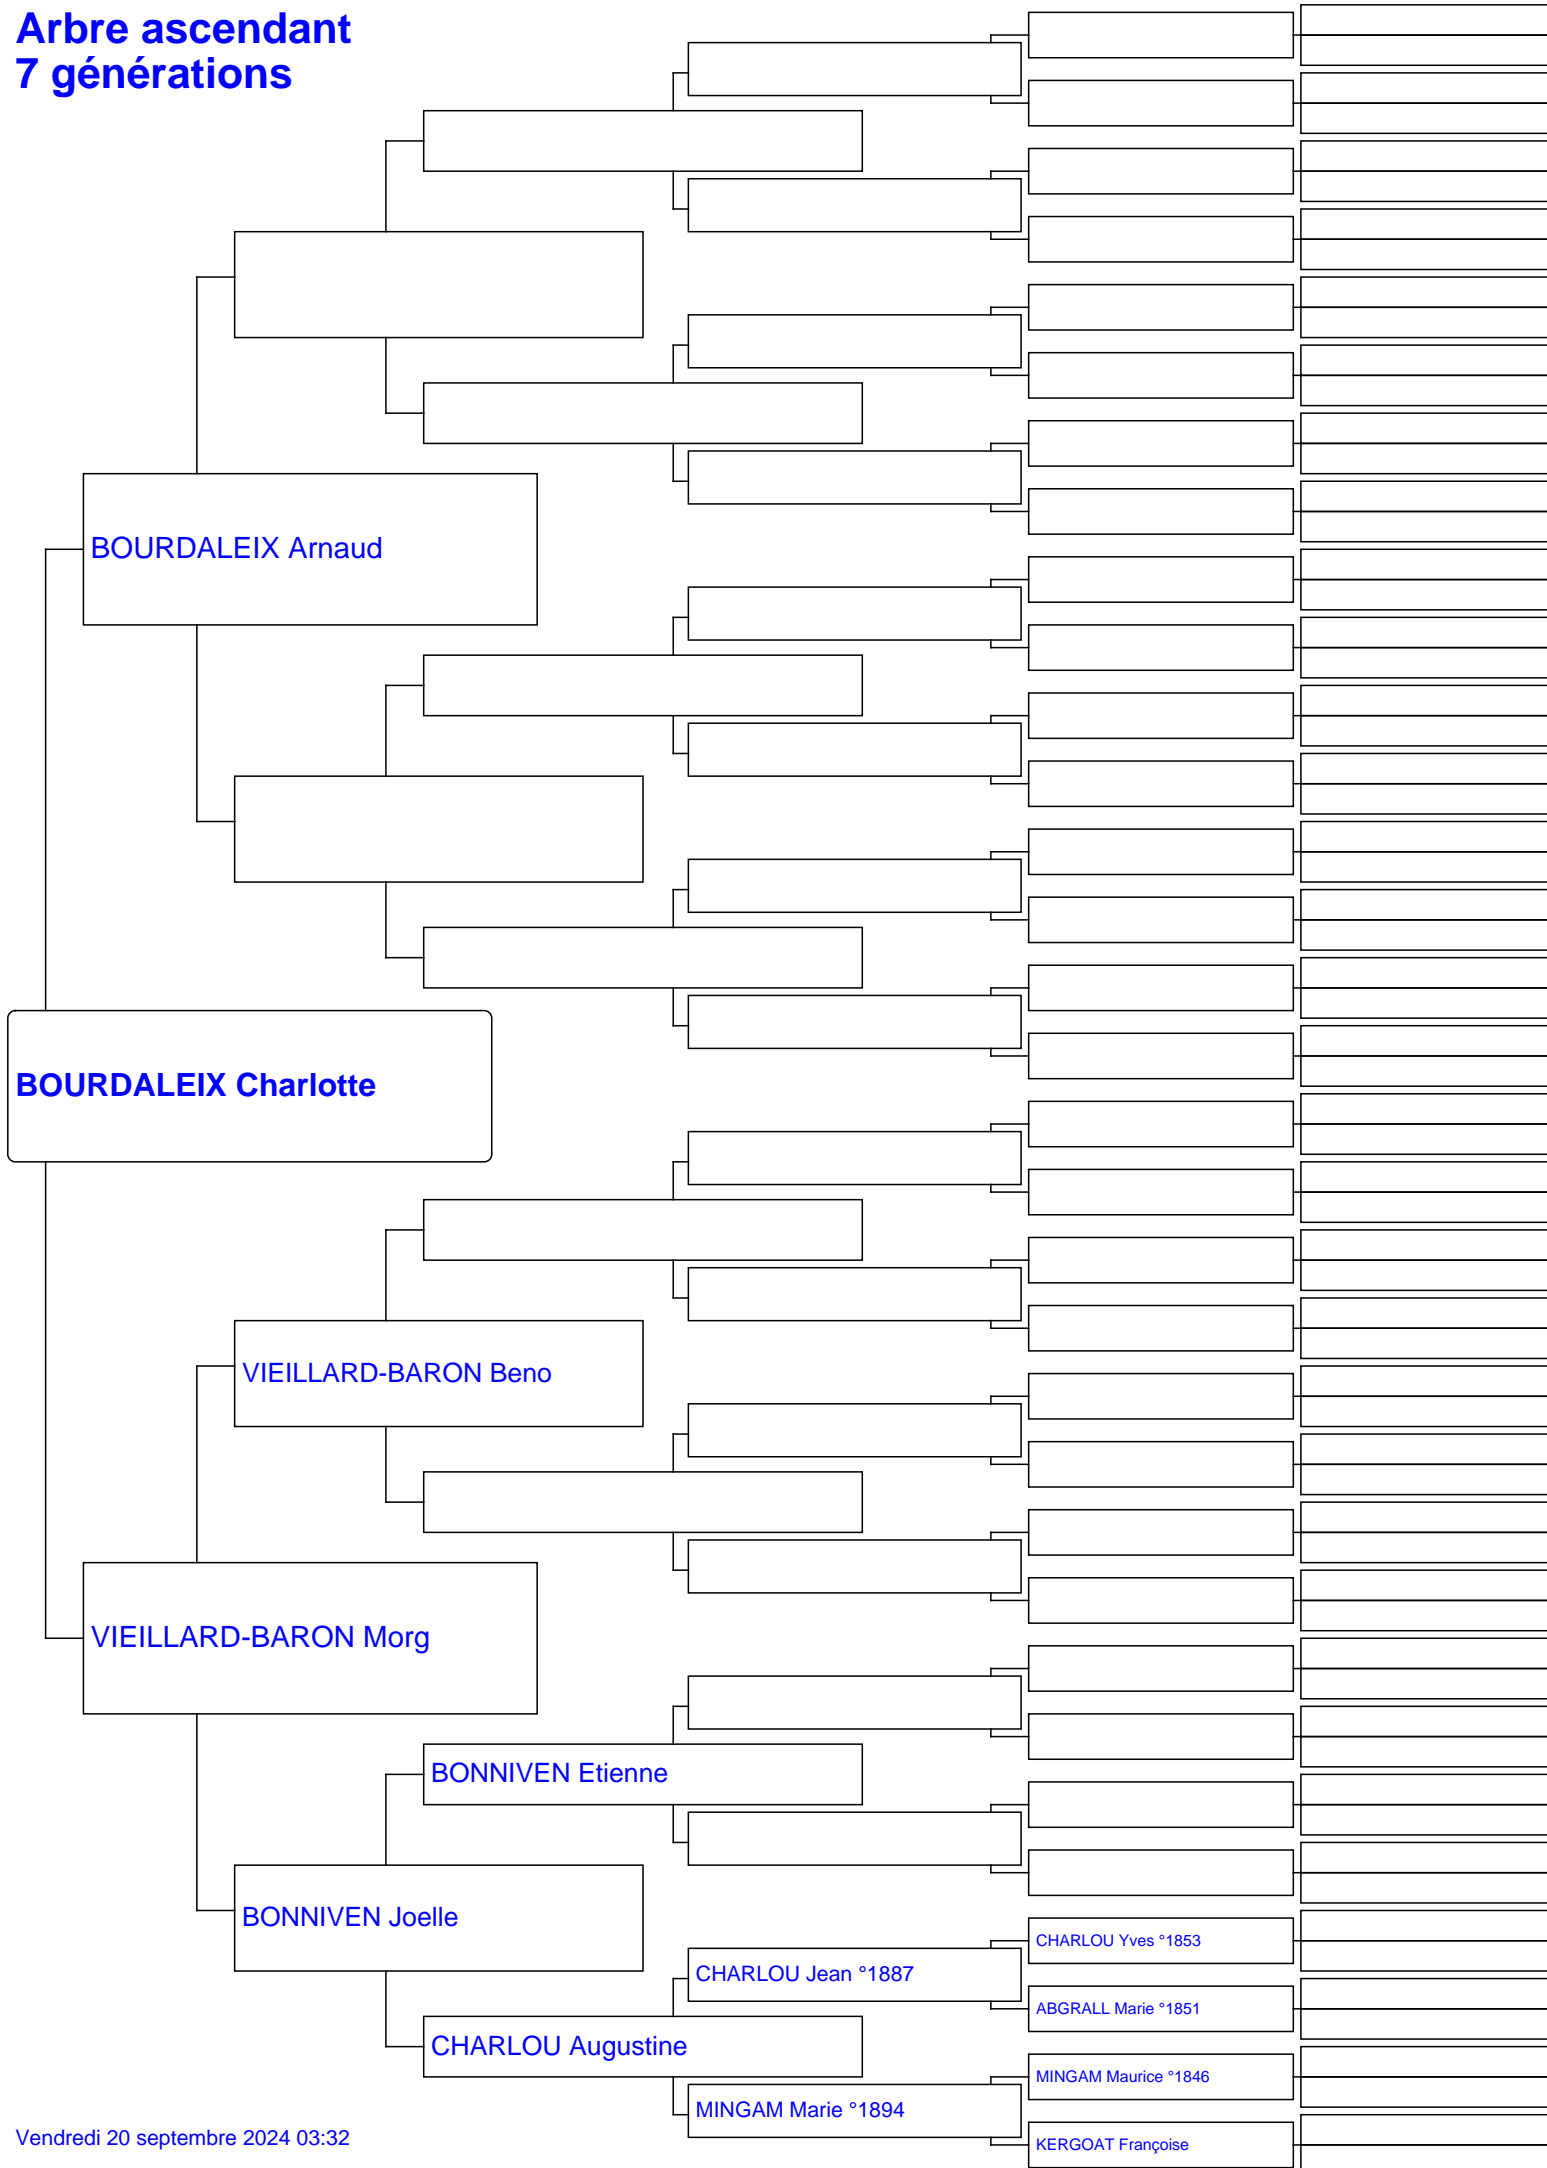 Arbre ascendant
7 générations
BOURDALEIX Arnaud
BOURDALEIX Charlotte
VIEILLARD-BARON Beno
VIEILLARD-BARON Morg
BONNIVEN Etienne
BONNIVEN Joelle
CHARLOU Yves °1853
CHARLOU Jean °1887
ABGRALL Marie °1851
CHARLOU Augustine
MINGAM Maurice °1846
MINGAM Marie °1894
KERGOAT Françoise
Vendredi 20 septembre 2024 03:32